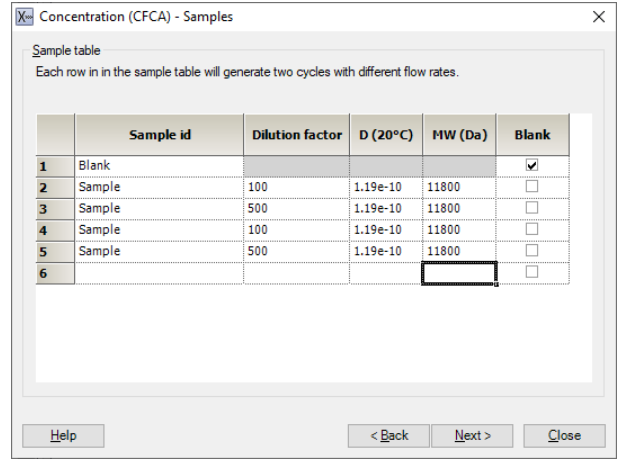 Concentration (CFCA) - Samples
Sample table
Each row in in the sample table will generate two cycles with different flow rates.
Sample id Dilution factor D (20°C) MW (Da) Blank
1 Blank
2 Sample 100 1.19e-10 11800
3 Sample 500 1.19e-10 11800
4 Sample 100 1.19e-10 11800
5 Sample 500 1.19e-10 11800
6
Help < Back Next > Close